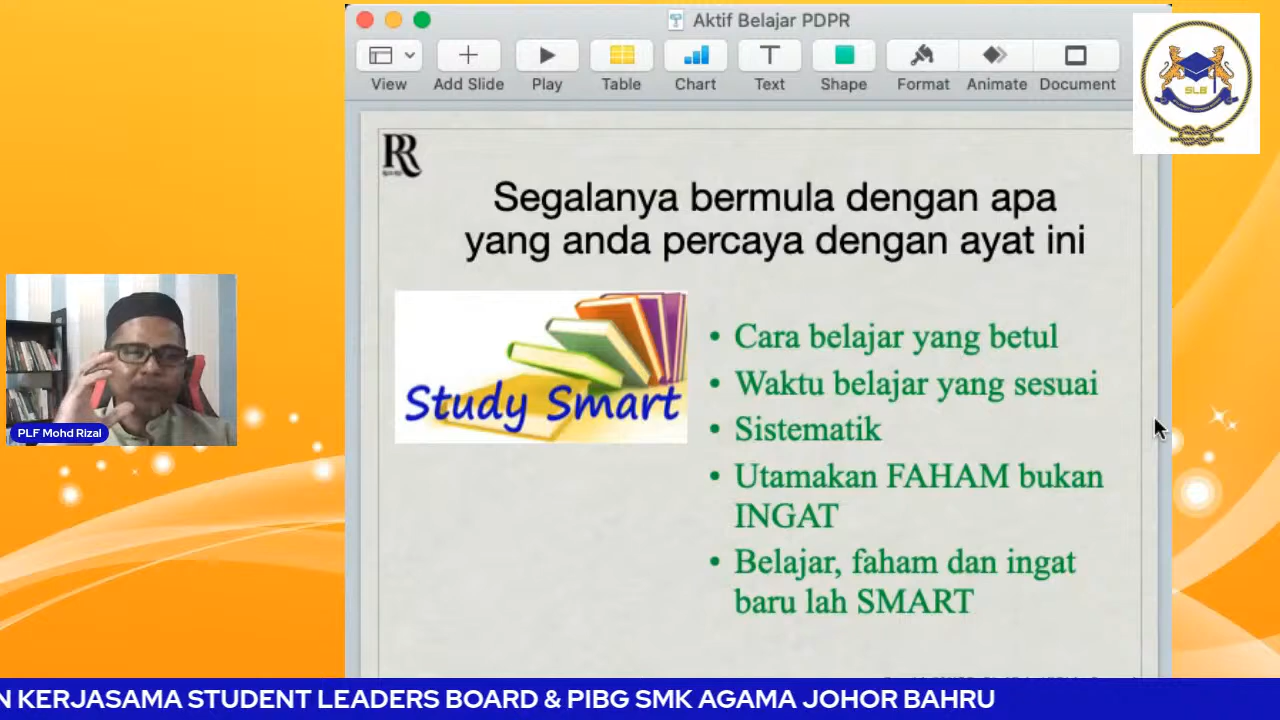 Aktif Belajar PDPR
View
Add Slide
Play
Table
Chart
Text
Shape
Format
Animate
Document
SLB
RR
Segalanya bermula dengan apa
yang anda percaya dengan ayat ini
Study Smart
• Cara belajar yang betul
• Waktu belajar yang sesuai
• Sistematik
• Utamakan FAHAM bukan
INGAT
• Belajar, faham dan ingat
baru lah SMART
PLF Mohd Rizal
N KERJASAMA STUDENT LEADERS BOARD & PIBG SMK AGAMA JOHOR BAHRU